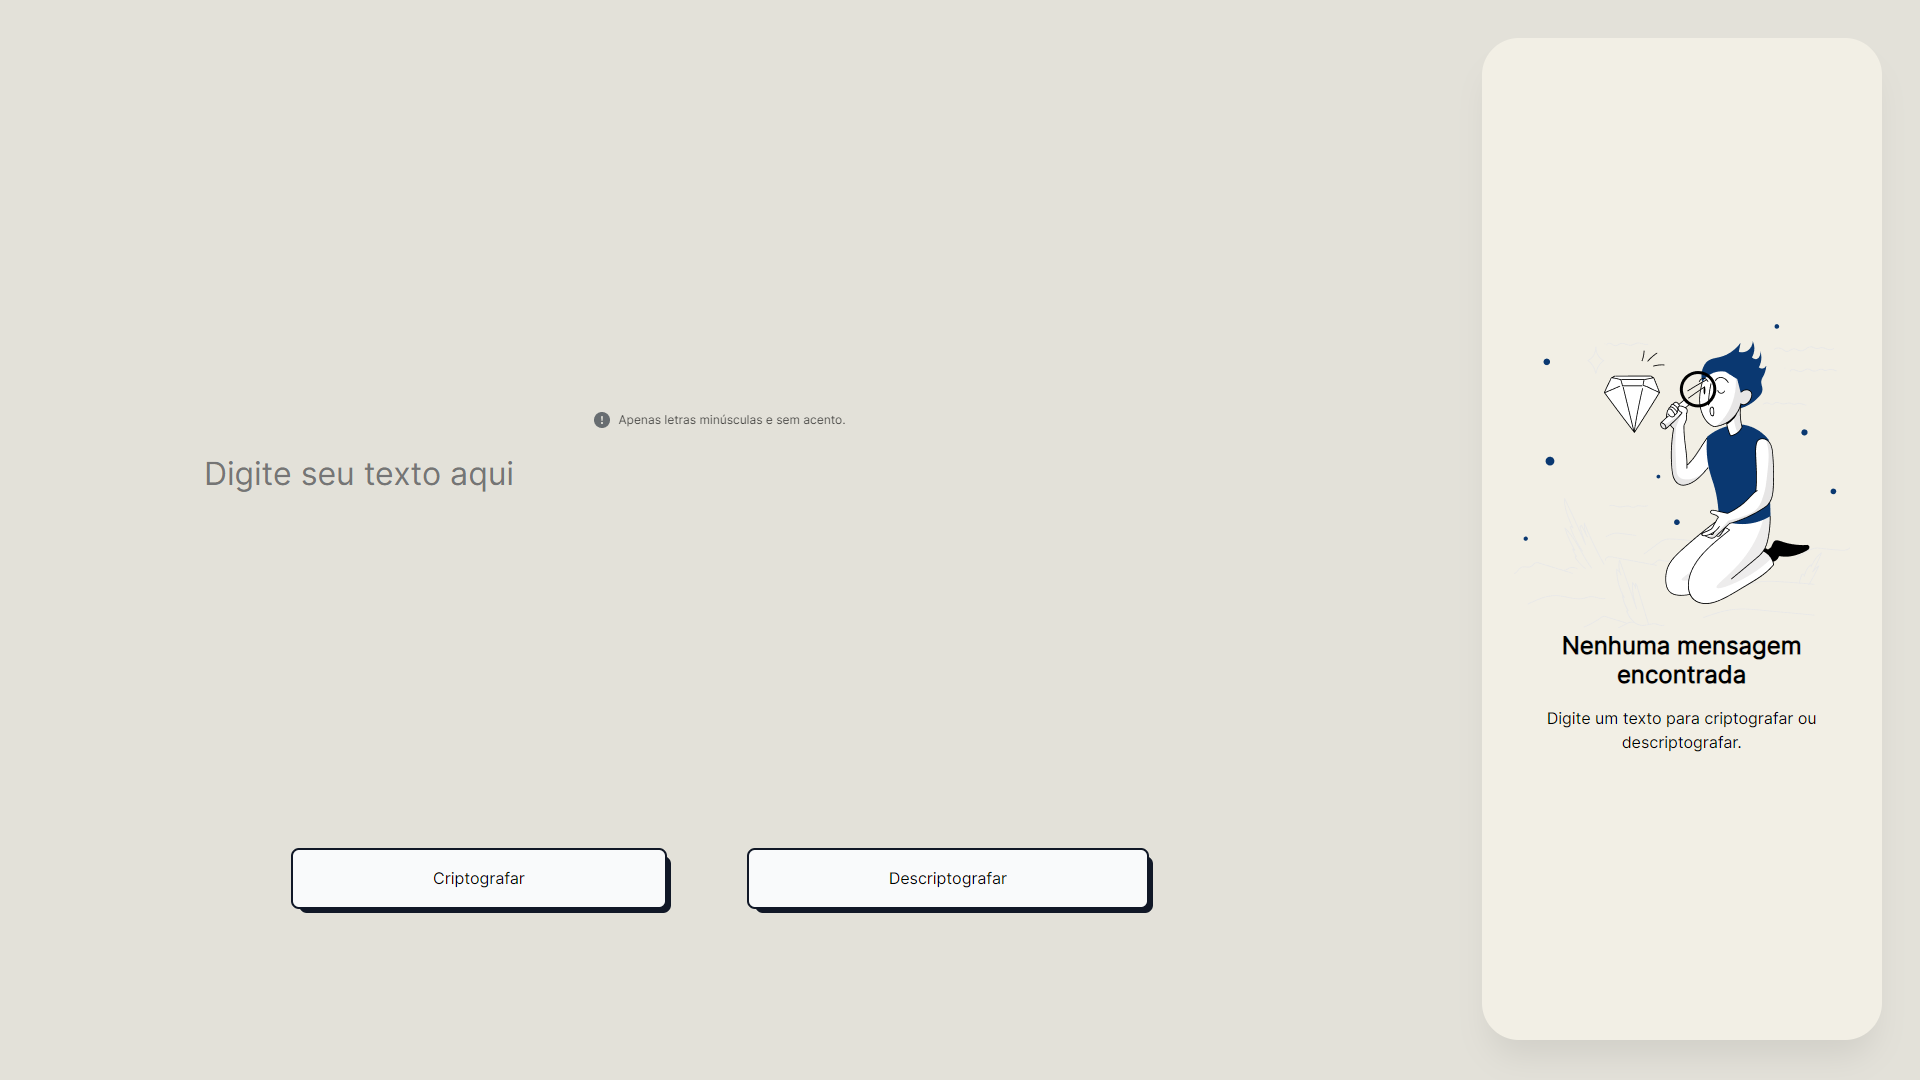 Apenas letras minúsculas e sem acento.
Digite seu texto aqui
Criptografar
Descriptografar
Nenhuma mensagem
encontrada
Digite um texto para criptografar ou
descriptografar.